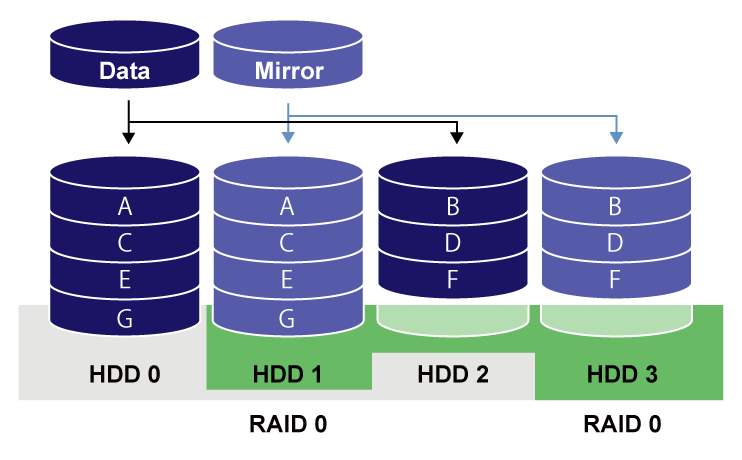 Data Mirror
A A B B
C C D D
E E F F
G G
HDD 0 HDD 1 HDD 2 HDD 3
RAID 0 RAID 0